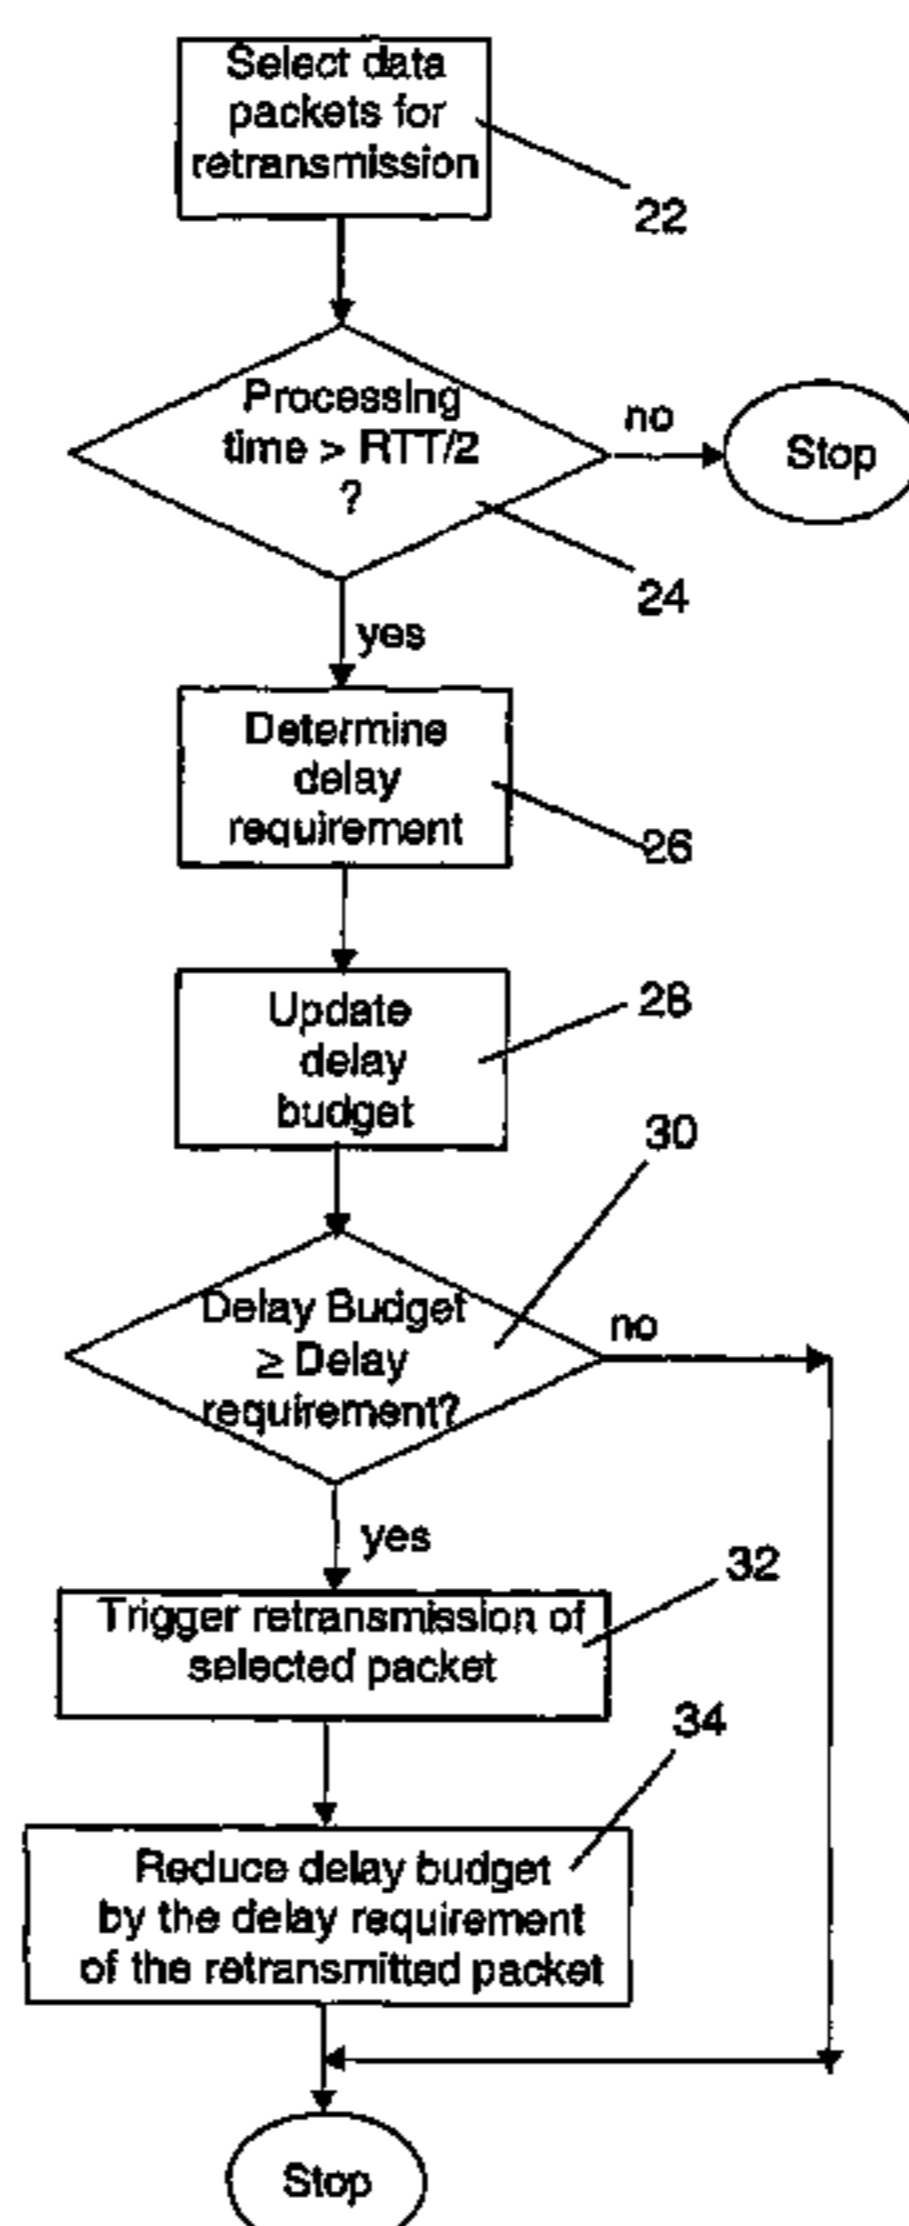 Select data
packets for
retransmission
22
Processing
time > RTT/2
?
no
Stop
24
yes
Determine
delay
requirement
26
Update
delay
budget
28
30
Delay Budget
≥ Delay
requirement?
no
yes
32
Trigger retransmission of
selected packet
34
Reduce delay budget
by the delay requirement
of the retransmitted packet
Stop